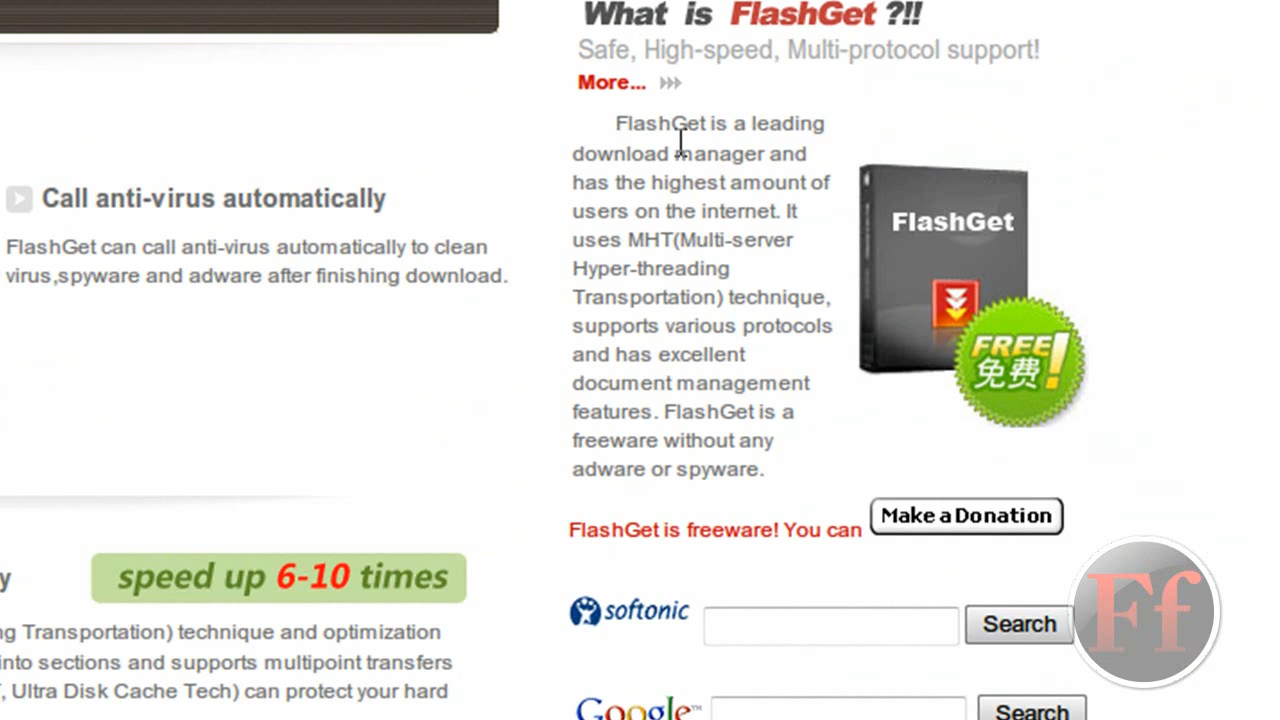 What is FlashGet ?!!
Safe, High-speed, Multi-protocol support!
More...
FlashGet is a leading
download manager and
has the highest amount of
users on the internet. It
uses MHT(Multi-server
Hyper-threading
Transportation) technique,
supports various protocols
and has excellent
document management
features. FlashGet is a
freeware without any
adware or spyware.
FlashGet
FREE!
免费
FlashGet is freeware! You can
Make a Donation
softonic
Search
Google™
Search
Ff
Call anti-virus automatically
FlashGet can call anti-virus automatically to clean
virus,spyware and adware after finishing download.
y
speed up 6-10 times
ng Transportation) technique and optimization
into sections and supports multipoint transfers
, Ultra Disk Cache Tech) can protect your hard